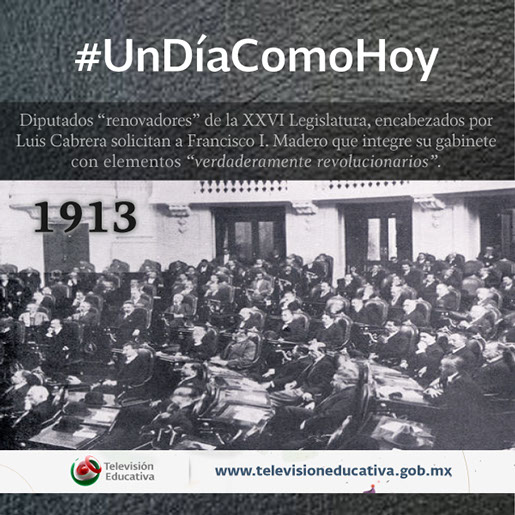 #UnDíaComoHoy
Diputados “renovadores” de la XXVI Legislatura, encabezados por
Luis Cabrera solicitan a Francisco I. Madero que integre su gabinete
con elementos “verdaderamente revolucionarios”.
1913
Televisión
Educativa
www.televisioneducativa.gob.mx